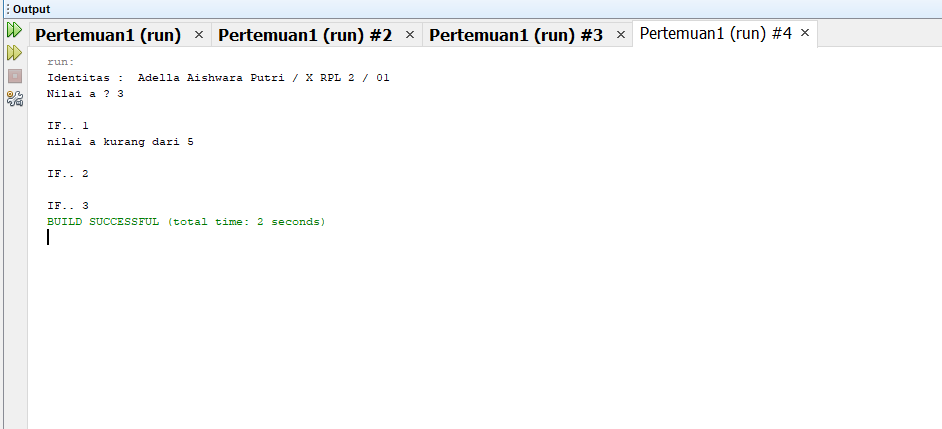 Output
Pertemuan1 (run) × Pertemuan1 (run) #2 × Pertemuan1 (run) #3 × Pertemuan1 (run) #4 ×
run:
Identitas :  Adella Aishwara Putri / X RPL 2 / 01
Nilai a ? 3
IF.. 1
nilai a kurang dari 5
IF.. 2
IF.. 3
BUILD SUCCESSFUL (total time: 2 seconds)